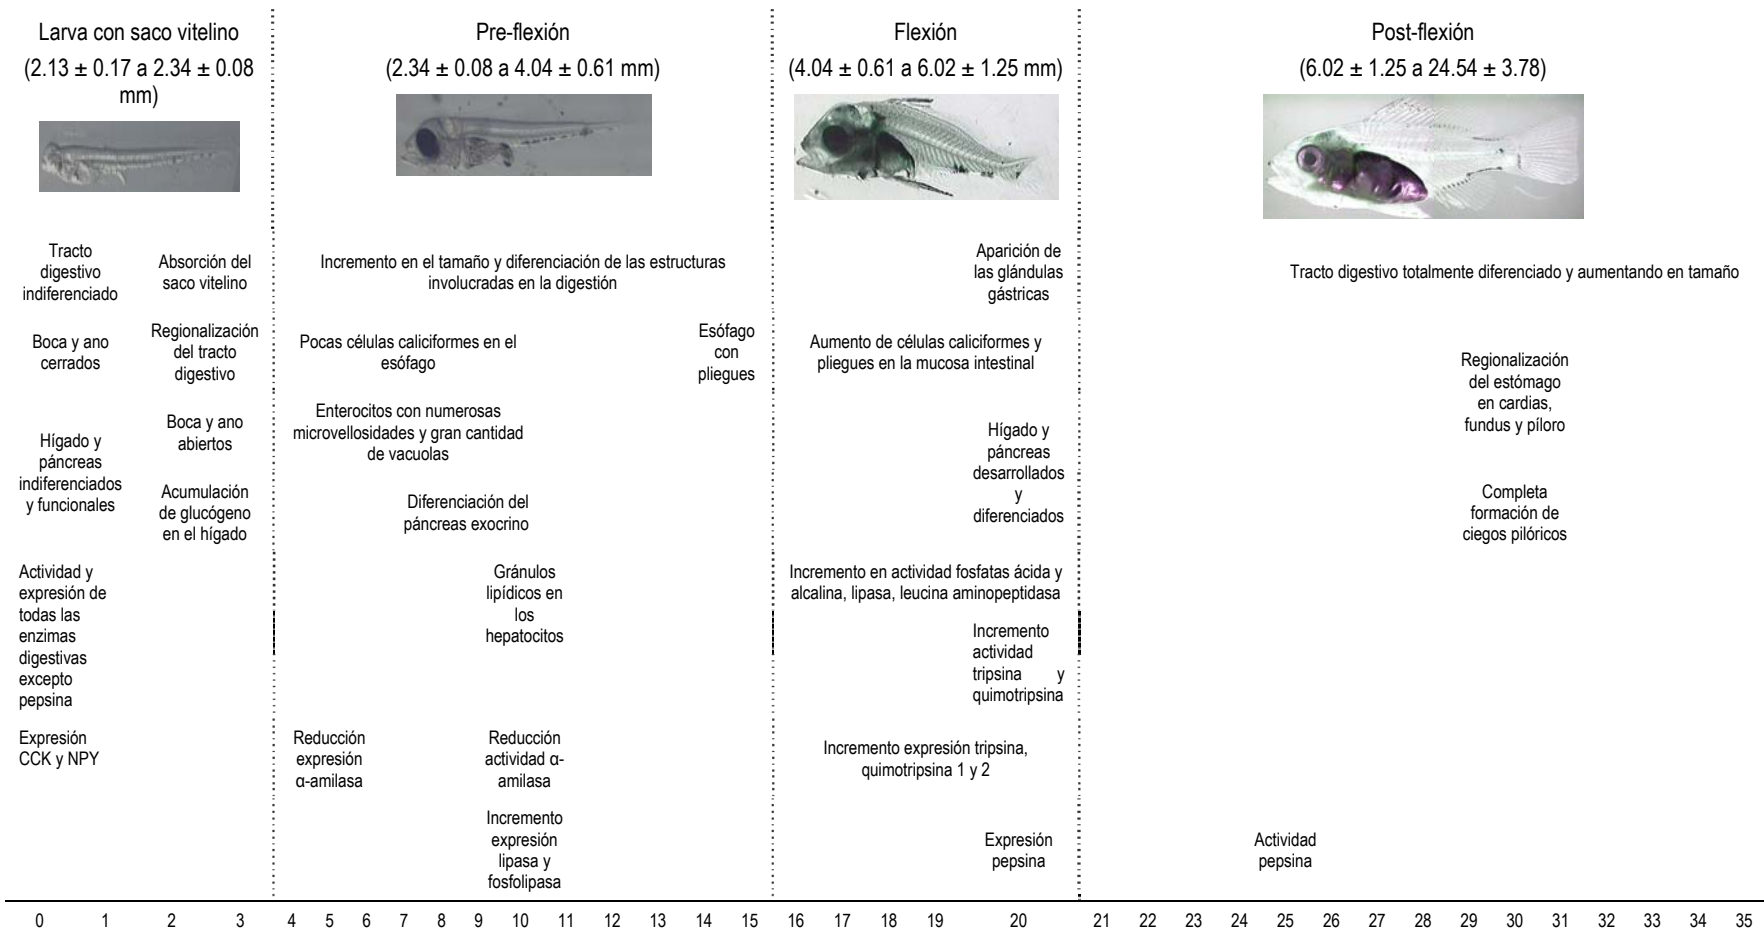 Larva con saco vitelino
(2.13 ± 0.17 a 2.34 ± 0.08
mm)
Pre-flexión
(2.34 ± 0.08 a 4.04 ± 0.61 mm)
Flexión
(4.04 ± 0.61 a 6.02 ± 1.25 mm)
Post-flexión
(6.02 ± 1.25 a 24.54 ± 3.78)
Tracto
digestivo
indiferenciado
Absorción del
saco vitelino
Incremento en el tamaño y diferenciación de las estructuras
involucradas en la digestión
Aparición de
las glándulas
gástricas
Tracto digestivo totalmente diferenciado y aumentando en tamaño
Boca y ano
cerrados
Regionalización
del tracto
digestivo
Pocas células caliciformes en el
esófago
Esófago
con
pliegues
Aumento de células caliciformes y
pliegues en la mucosa intestinal
Regionalización
del estómago
en cardias,
fundus y píloro
Hígado y
páncreas
indiferenciados
y funcionales
Boca y ano
abiertos
Enterocitos con numerosas
microvellosidades y gran cantidad
de vacuolas
Hígado y
páncreas
desarrollados
y
diferenciados
Acumulación
de glucógeno
en el hígado
Diferenciación del
páncreas exocrino
Completa
formación de
ciegos pilóricos
Actividad y
expresión de
todas las
enzimas
digestivas
excepto
pepsina
Gránulos
lipídicos en
los
hepatocitos
Incremento en actividad fosfatas ácida y
alcalina, lipasa, leucina aminopeptidasa
Incremento
actividad
tripsina y
quimotripsina
Expresión
CCK y NPY
Reducción
expresión
α-amilasa
Reducción
actividad α-
amilasa
Incremento expresión tripsina,
quimotripsina 1 y 2
Incremento
expresión
lipasa y
fosfolipasa
Expresión
pepsina
Actividad
pepsina
0 1 2 3 4 5 6 7 8 9 10 11 12 13 14 15 16 17 18 19 20 21 22 23 24 25 26 27 28 29 30 31 32 33 34 35